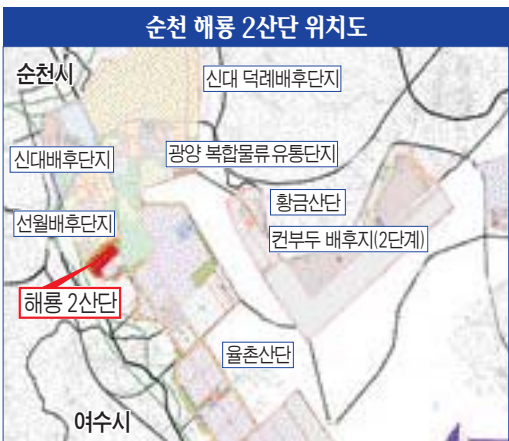 순천 해룡 2산단 위치도
순천시
신대 덕례배후단지
신대배후단지
광양 복합물류유통단지
황금산단
선월배후단지
컨부두 배후지(2단계)
해룡 2산단
율촌산단
여수시